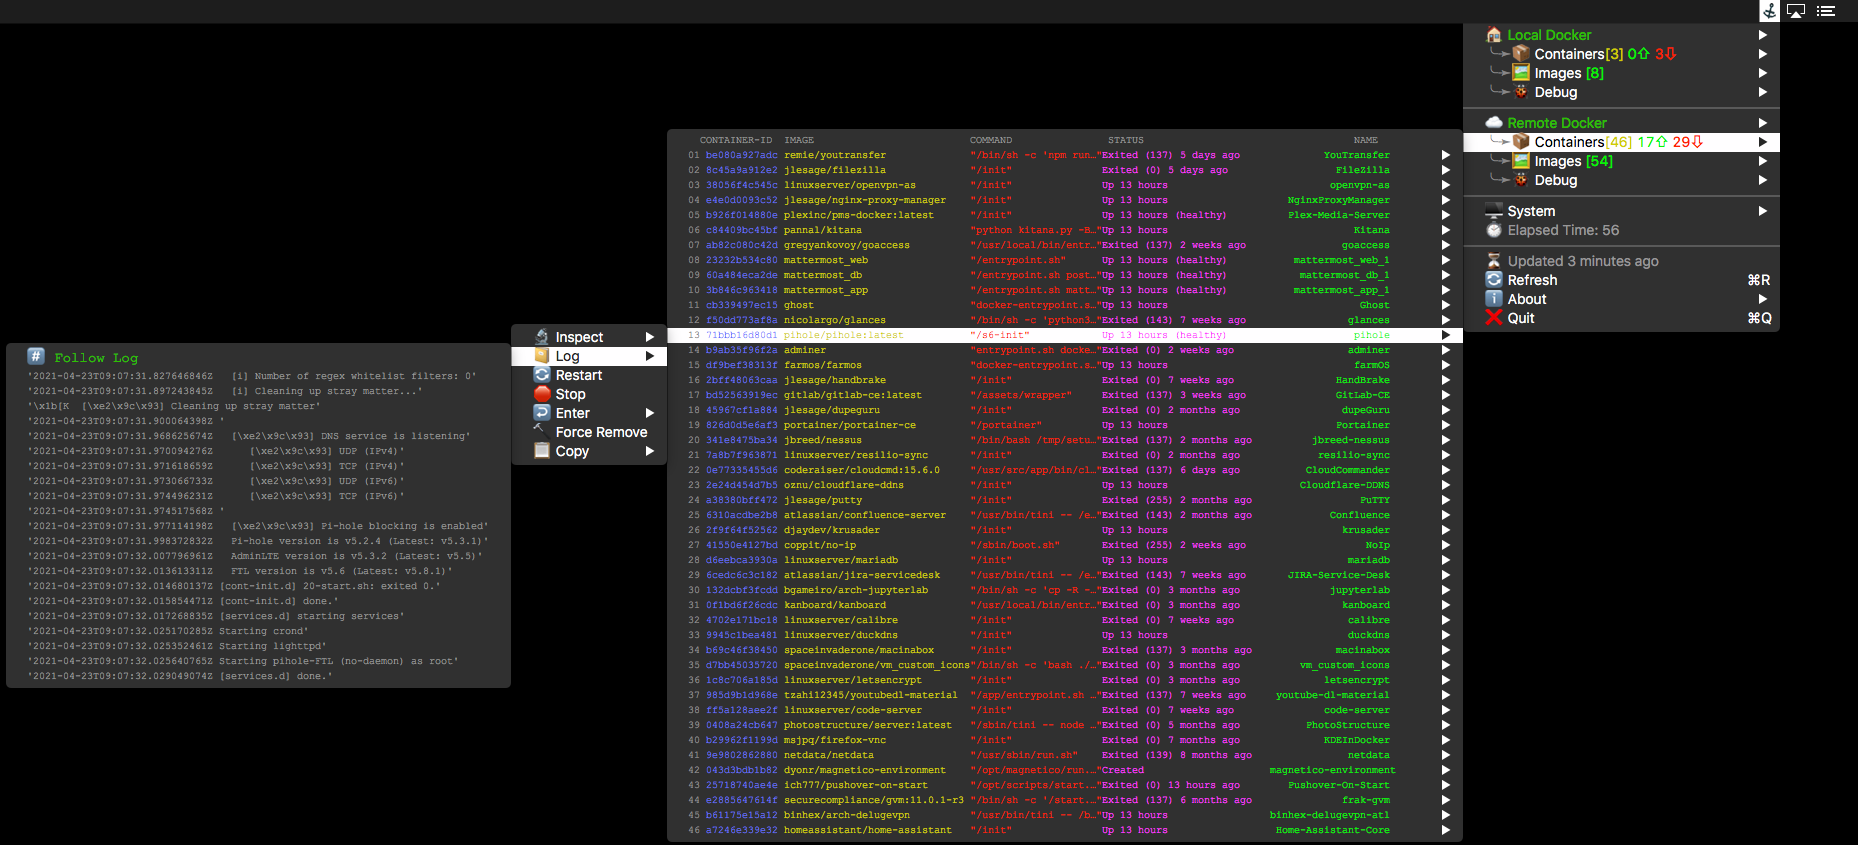 Local Docker
Containers[3] 0⇧ 3⇩
Images [8]
Debug
Remote Docker
Containers[46] 17⇧ 29⇩
Images [54]
Debug
System
Elapsed Time: 56
Updated 3 minutes ago
Refresh ⌘R
About
Quit ⌘Q
CONTAINER-ID IMAGE COMMAND STATUS NAME
01 be080a927adc remie/youtransfer "/bin/sh -c 'npm run…" Exited (137) 5 days ago YouTransfer
02 8c45a9a912e2 jlesage/filezilla "/init" Exited (0) 5 days ago FileZilla
03 38056f4c545c linuxserver/openvpn-as "/init" Up 13 hours openvpn-as
04 e4e0d0093c52 jlesage/nginx-proxy-manager "/init" Up 13 hours NginxProxyManager
05 b926f014880e plexinc/pms-docker:latest "/init" Up 13 hours (healthy) Plex-Media-Server
06 c84409bc45bf pannal/kitana "python kitana.py -B…" Up 13 hours Kitana
07 ab82c080c42d gregyankovoy/goaccess "/usr/local/bin/entr…" Exited (137) 2 weeks ago goaccess
08 23232b534c80 mattermost_web "/entrypoint.sh" Up 13 hours (healthy) mattermost_web_1
09 60a484eca2de mattermost_db "/entrypoint.sh post…" Up 13 hours (healthy) mattermost_db_1
10 3b846c963418 mattermost_app "/entrypoint.sh matt…" Up 13 hours (healthy) mattermost_app_1
11 cb339497ec15 ghost "docker-entrypoint.s…" Up 13 hours Ghost
12 f50dd773af8a nicolargo/glances "/bin/sh -c 'python3…" Exited (143) 7 weeks ago glances
13 71bbb16d80d1 pihole/pihole:latest "/s6-init" Up 13 hours (healthy) pihole
14 b9ab35f96f2a adminer "entrypoint.sh docke…" Exited (0) 2 weeks ago adminer
15 df9bef38313f farmos/farmos "docker-entrypoint.s…" Up 13 hours farmOS
16 2bff48063caa jlesage/handbrake "/init" Exited (0) 7 weeks ago HandBrake
17 bd52563919ec gitlab/gitlab-ce:latest "/assets/wrapper" Exited (137) 3 weeks ago GitLab-CE
18 45967cf1a884 jlesage/dupeguru "/init" Exited (0) 2 months ago dupeGuru
19 826d0d5e6af3 portainer/portainer-ce "/portainer" Up 13 hours Portainer
20 341e8475ba34 jbreed/nessus "/bin/bash /tmp/setu…" Exited (137) 2 months ago jbreed-nessus
21 7a8b7f963871 linuxserver/resilio-sync "/init" Exited (0) 2 months ago resilio-sync
22 0e77335455d6 coderaiser/cloudcmd:15.6.0 "/usr/src/app/bin/cl…" Exited (137) 6 days ago CloudCommander
23 2e24d454d7b5 oznu/cloudflare-ddns "/init" Up 13 hours Cloudflare-DDNS
24 a38380bff472 jlesage/putty "/init" Exited (255) 2 months ago PuTTY
25 6310acdbe2b8 atlassian/confluence-server "/usr/bin/tini -- /e…" Exited (143) 2 months ago Confluence
26 2f9f64f52562 djaydev/krusader "/init" Up 13 hours krusader
27 41550e4127bd coppit/no-ip "/sbin/boot.sh" Exited (255) 2 weeks ago NoIp
28 d6eebca3930a linuxserver/mariadb "/init" Up 13 hours mariadb
29 6cedc6c3c182 atlassian/jira-servicedesk "/usr/bin/tini -- /e…" Exited (143) 7 weeks ago JIRA-Service-Desk
30 132dcbf3fcdd bgameiro/arch-jupyterlab "/bin/sh -c 'cp -R -…" Exited (0) 3 months ago jupyterlab
31 0f1bd6f26cdc kanboard/kanboard "/usr/local/bin/entr…" Exited (0) 3 months ago kanboard
32 4702e171bc18 linuxserver/calibre "/init" Exited (0) 7 weeks ago calibre
33 9945c1bea481 linuxserver/duckdns "/init" Up 13 hours duckdns
34 b69c46f38450 spaceinvaderone/macinabox "/init" Exited (137) 3 months ago macinabox
35 d7bb45035720 spaceinvaderone/vm_custom_icons "/bin/sh -c 'bash ./…" Exited (0) 3 months ago vm_custom_icons
36 1c8c706a185d linuxserver/letsencrypt "/init" Exited (0) 3 months ago letsencrypt
37 985d9b1d968e tzahi12345/youtubedl-material "/app/entrypoint.sh …" Exited (137) 7 weeks ago youtube-dl-material
38 ff5a128aee2f linuxserver/code-server "/init" Exited (0) 7 weeks ago code-server
39 0408a24cb647 photostructure/server:latest "/sbin/tini -- node …" Exited (0) 5 months ago PhotoStructure
40 b29962f1199d msjpq/firefox-vnc "/init" Exited (0) 7 months ago KDEInDocker
41 9e9802862880 netdata/netdata "/usr/sbin/run.sh" Exited (139) 8 months ago netdata
42 043d3bdb1b82 dyonr/magnetico-environment "/opt/magnetico/run.…" Created magnetico-environment
43 25718740ae4e ich777/pushover-on-start "/opt/scripts/start.…" Exited (0) 13 hours ago Pushover-On-Start
44 e2885647614f securecompliance/gvm:11.0.1-r3 "/bin/sh -c '/start.…" Exited (137) 6 months ago frak-gvm
45 b61175e15a12 binhex/arch-delugevpn "/usr/bin/tini -- /b…" Up 13 hours binhex-delugevpn-atl
46 a7246e339e32 homeassistant/home-assistant "/init" Up 13 hours Home-Assistant-Core
Inspect
Log
Restart
Stop
Enter
Force Remove
Copy
# Follow Log
'2021-04-23T09:07:31.827646846Z [i] Number of regex whitelist filters: 0'
'2021-04-23T09:07:31.897243845Z [i] Cleaning up stray matter...'
'\x1b[K [\xe2\x9c\x93] Cleaning up stray matter'
'2021-04-23T09:07:31.900064398Z '
'2021-04-23T09:07:31.968625674Z [\xe2\x9c\x93] DNS service is listening'
'2021-04-23T09:07:31.970094276Z [\xe2\x9c\x93] UDP (IPv4)'
'2021-04-23T09:07:31.971618659Z [\xe2\x9c\x93] TCP (IPv4)'
'2021-04-23T09:07:31.973066733Z [\xe2\x9c\x93] UDP (IPv6)'
'2021-04-23T09:07:31.974496231Z [\xe2\x9c\x93] TCP (IPv6)'
'2021-04-23T09:07:31.974517568Z '
'2021-04-23T09:07:31.977114198Z [\xe2\x9c\x93] Pi-hole blocking is enabled'
'2021-04-23T09:07:31.998372832Z Pi-hole version is v5.2.4 (Latest: v5.3.1)'
'2021-04-23T09:07:32.007796961Z AdminLTE version is v5.3.2 (Latest: v5.5)'
'2021-04-23T09:07:32.013613311Z FTL version is v5.6 (Latest: v5.8.1)'
'2021-04-23T09:07:32.014680137Z [cont-init.d] 20-start.sh: exited 0.'
'2021-04-23T09:07:32.015854471Z [cont-init.d] done.'
'2021-04-23T09:07:32.017268835Z [services.d] starting services'
'2021-04-23T09:07:32.025170285Z Starting crond'
'2021-04-23T09:07:32.025352461Z Starting lighttpd'
'2021-04-23T09:07:32.025640765Z Starting pihole-FTL (no-daemon) as root'
'2021-04-23T09:07:32.029049074Z [services.d] done.'